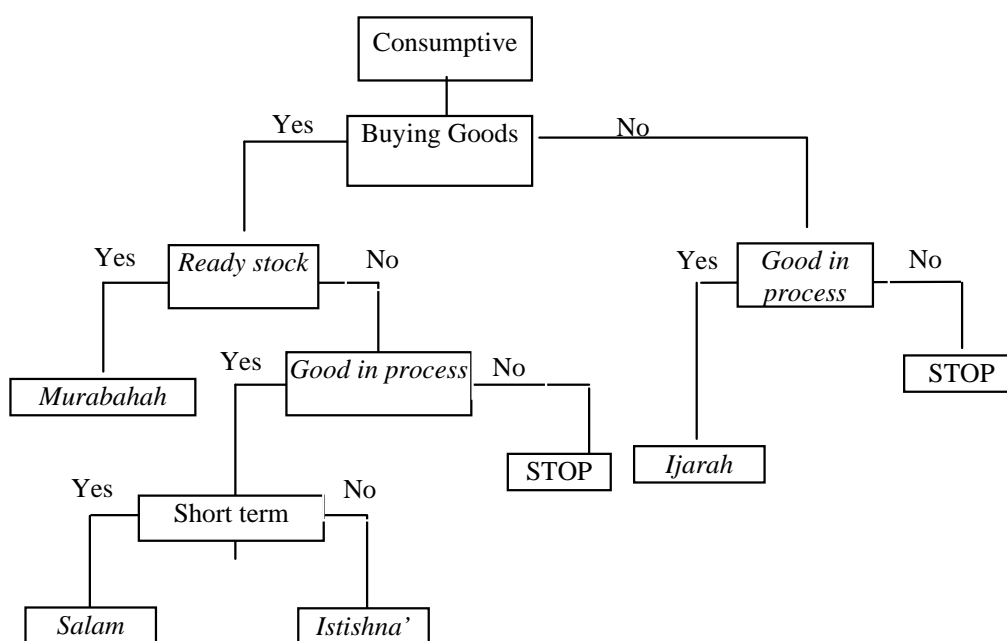 Consumptive
Yes
Buying Goods
No
Yes
Ready stock
No
Yes
Good in
process
No
Yes
Good in process
No
STOP
Murabahah
STOP
Ijarah
Yes
Short term
No
Salam
Istishna’